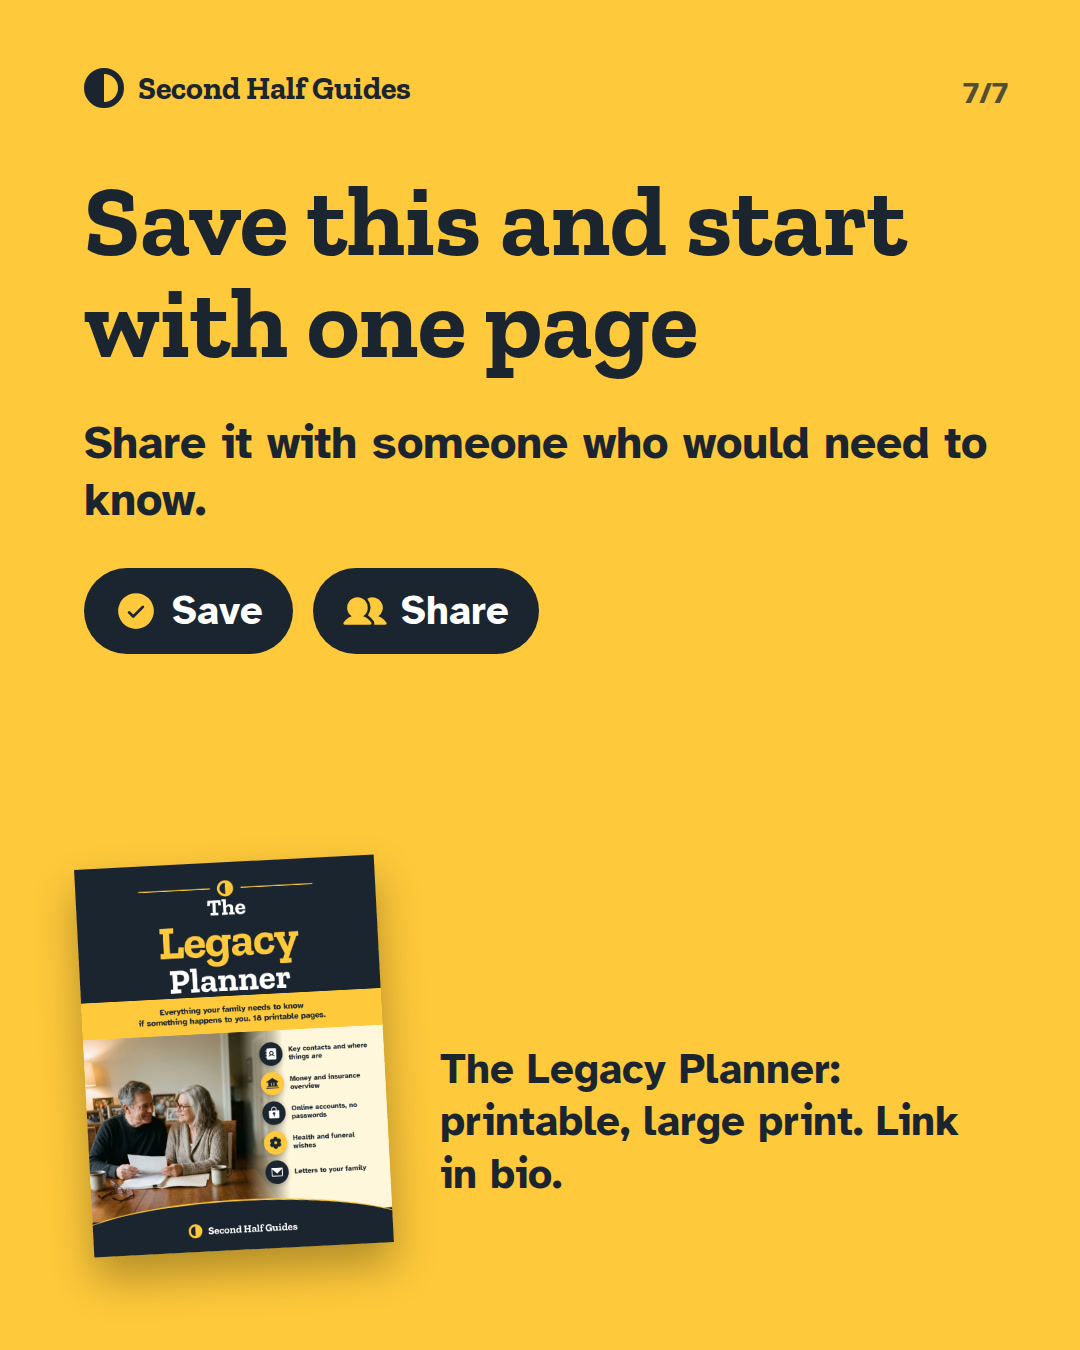 Second Half Guides
7/7
Save this and start
with one page
Share it with someone who would need to
know.
Save
Share
The
Legacy
Planner
Everything your family needs to know
if something happens to you. 18 printable pages.
Key contacts and where
things are
Money and insurance
overview
Online accounts, no
passwords
Health and funeral
wishes
Letters to your family
Second Half Guides
The Legacy Planner:
printable, large print. Link
in bio.